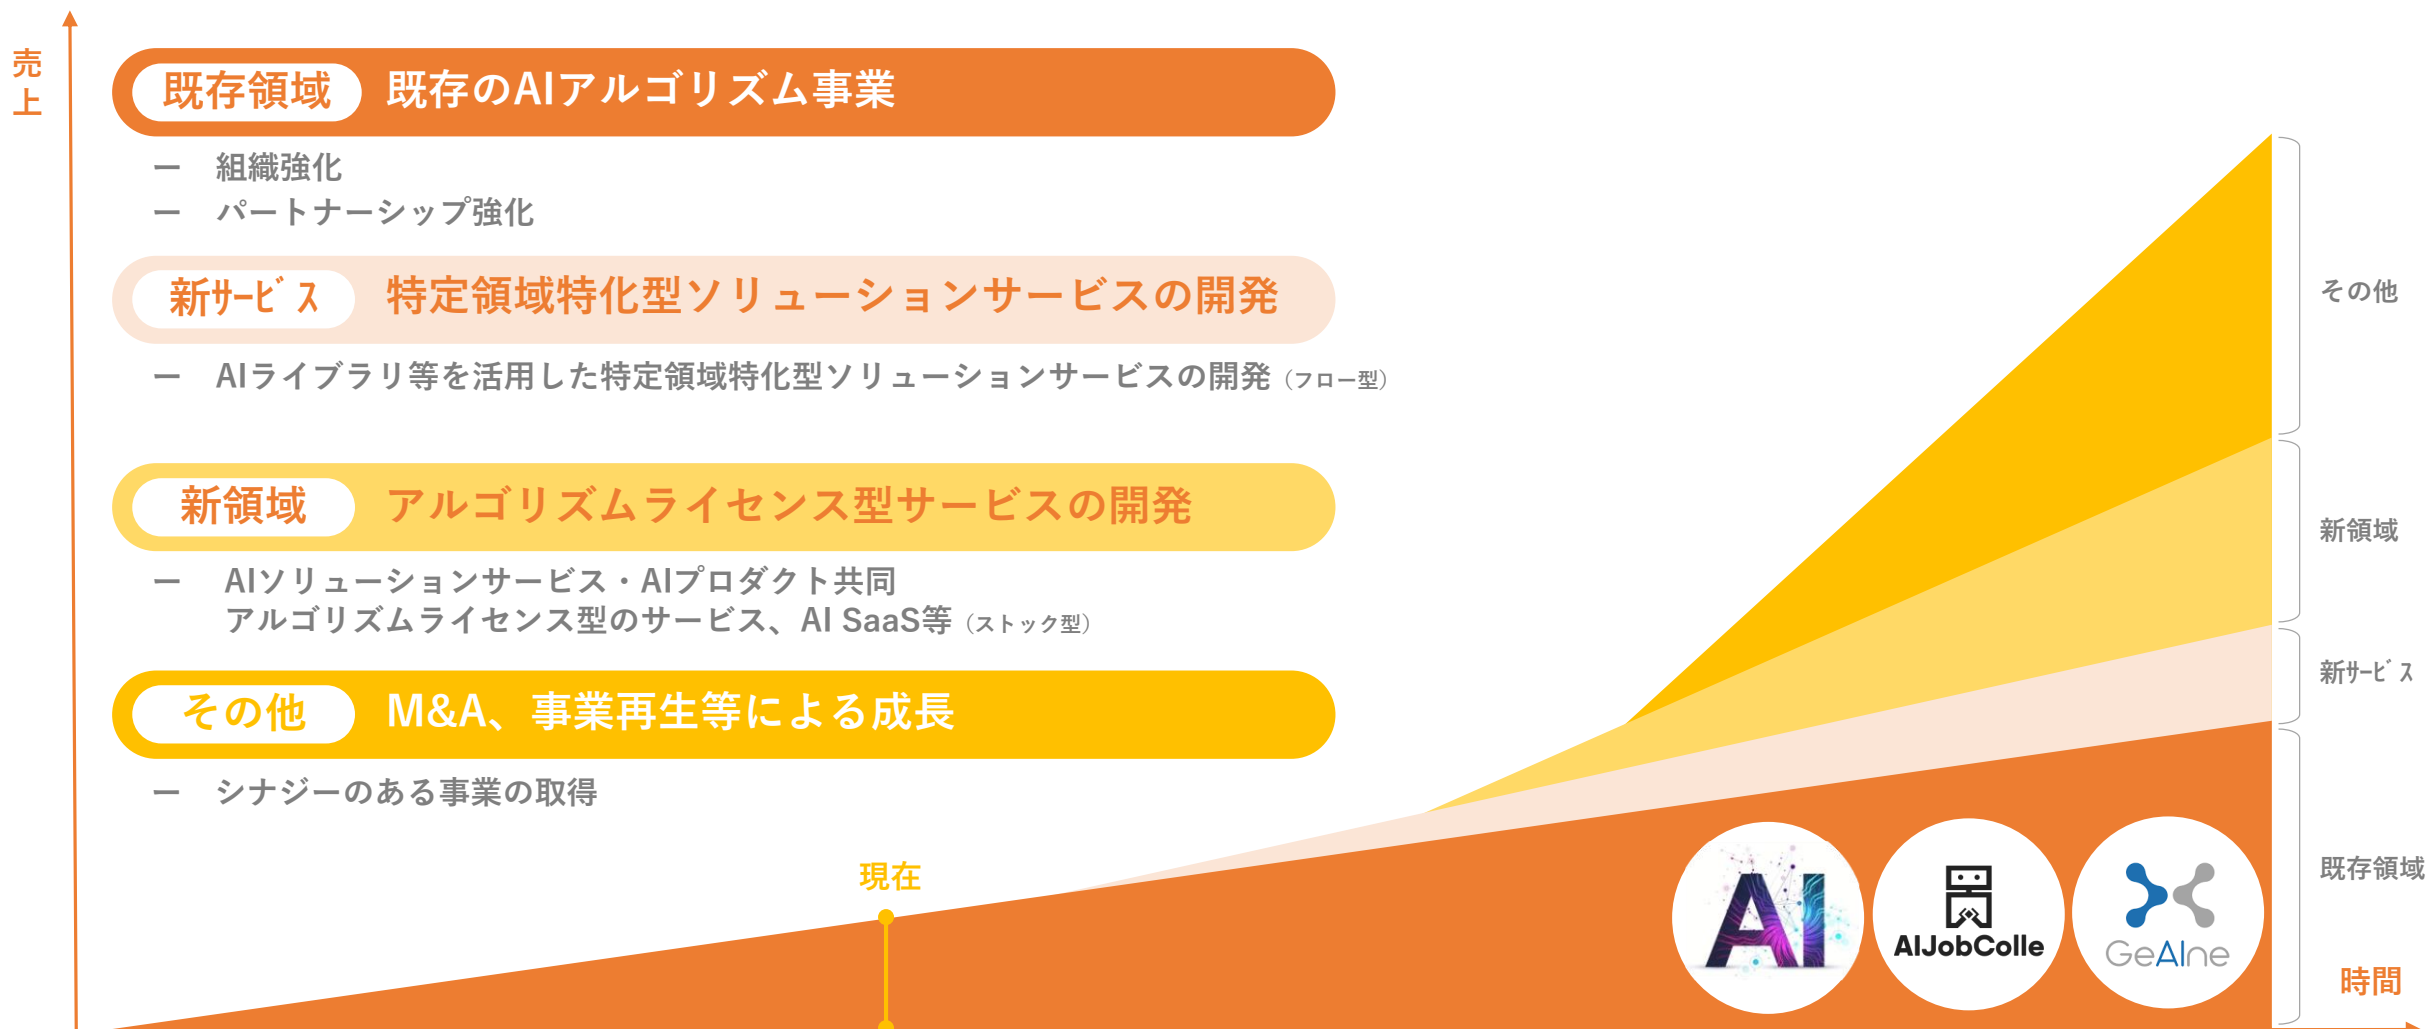 売上
既存領域 既存のAIアルゴリズム事業
ー 組織強化
ー パートナーシップ強化
新ｻｰﾋﾞｽ 特定領域特化型ソリューションサービスの開発
ー AIライブラリ等を活用した特定領域特化型ソリューションサービスの開発（フロー型）
新領域 アルゴリズムライセンス型サービスの開発
ー AIソリューションサービス・AIプロダクト共同
アルゴリズムライセンス型のサービス、AI SaaS等（ストック型）
その他 M&A、事業再生等による成長
ー シナジーのある事業の取得
現在
その他
新領域
新ｻｰﾋﾞｽ
既存領域
AI
AIJobColle
GeAIne
時間